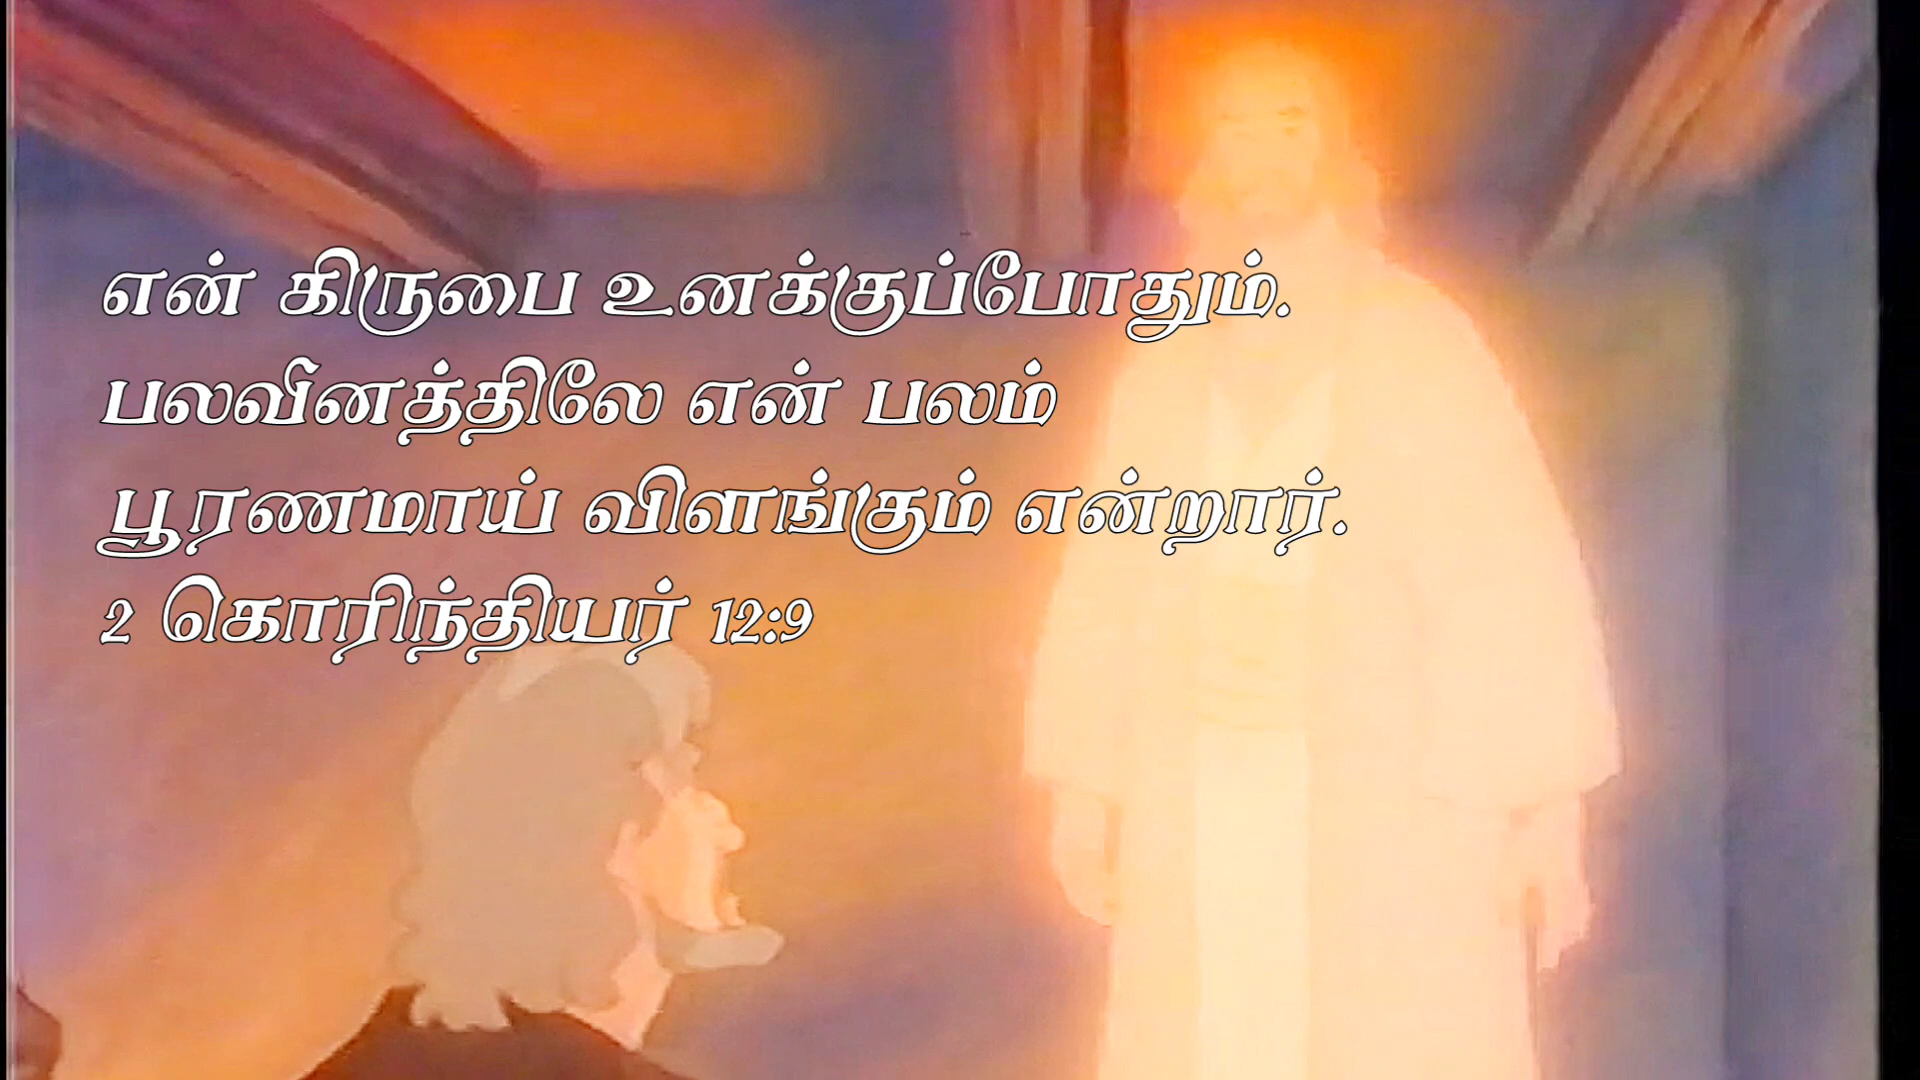 என் கிருபை உனக்குப்போதும்.
பலவினத்திலே என் பலம்
பூரணமாய் விளங்கும் என்றார்.
2 கொரிந்தியர் 12:9